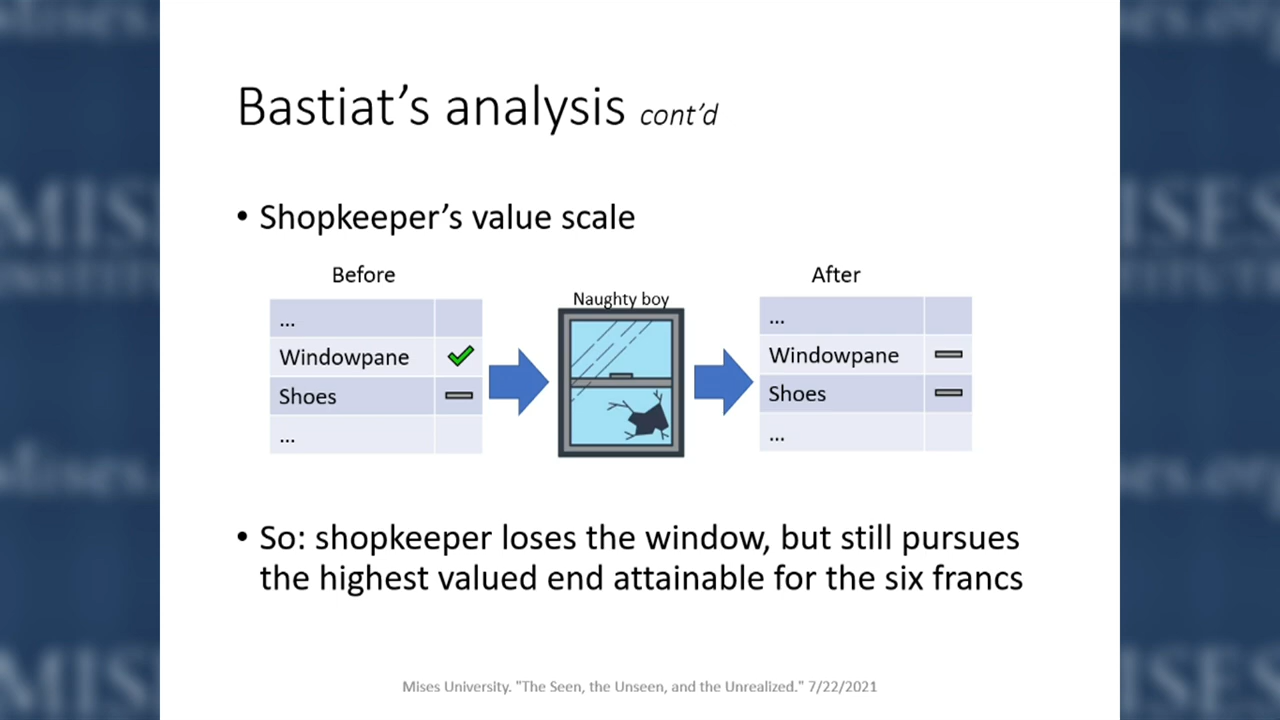 Bastiat's analysis cont'd
• Shopkeeper's value scale
Before
...
Windowpane
Shoes
...
Naughty boy
After
...
Windowpane
Shoes
...
• So: shopkeeper loses the window, but still pursues
the highest valued end attainable for the six francs
Mises University. "The Seen, the Unseen, and the Unrealized." 7/22/2021